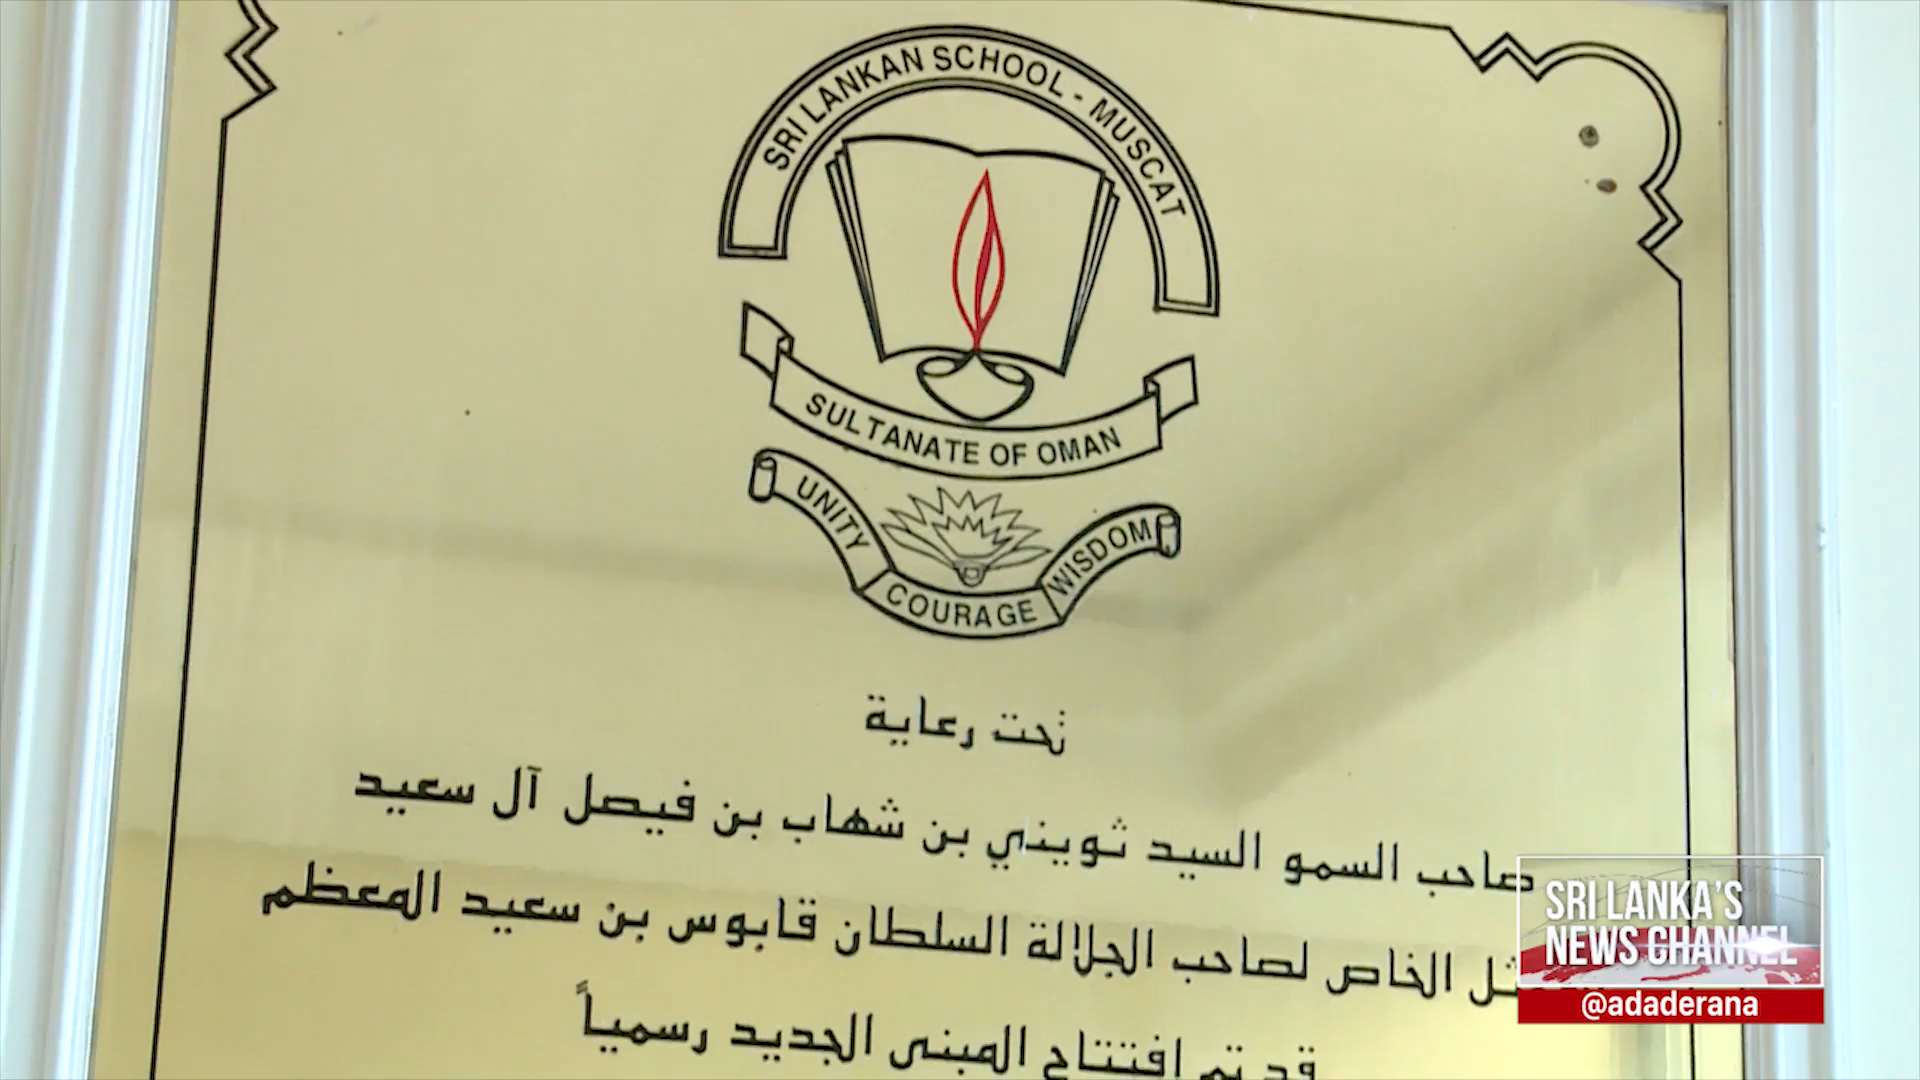 SRI LANKAN SCHOOL - MUSCAT
SULTANATE OF OMAN
UNITY
COURAGE
WISDOM
تحت رعاية
صاحب السمو السيد ثويني بن شهاب بن فيصل آل سعيد
الخاص لصاحب الجلالة السلطان قابوس بن سعيد المعظم
قد تم افتتاح المبنى الجديد رسمياً
SRI LANKA'S
NEWS CHANNEL
@adaderana